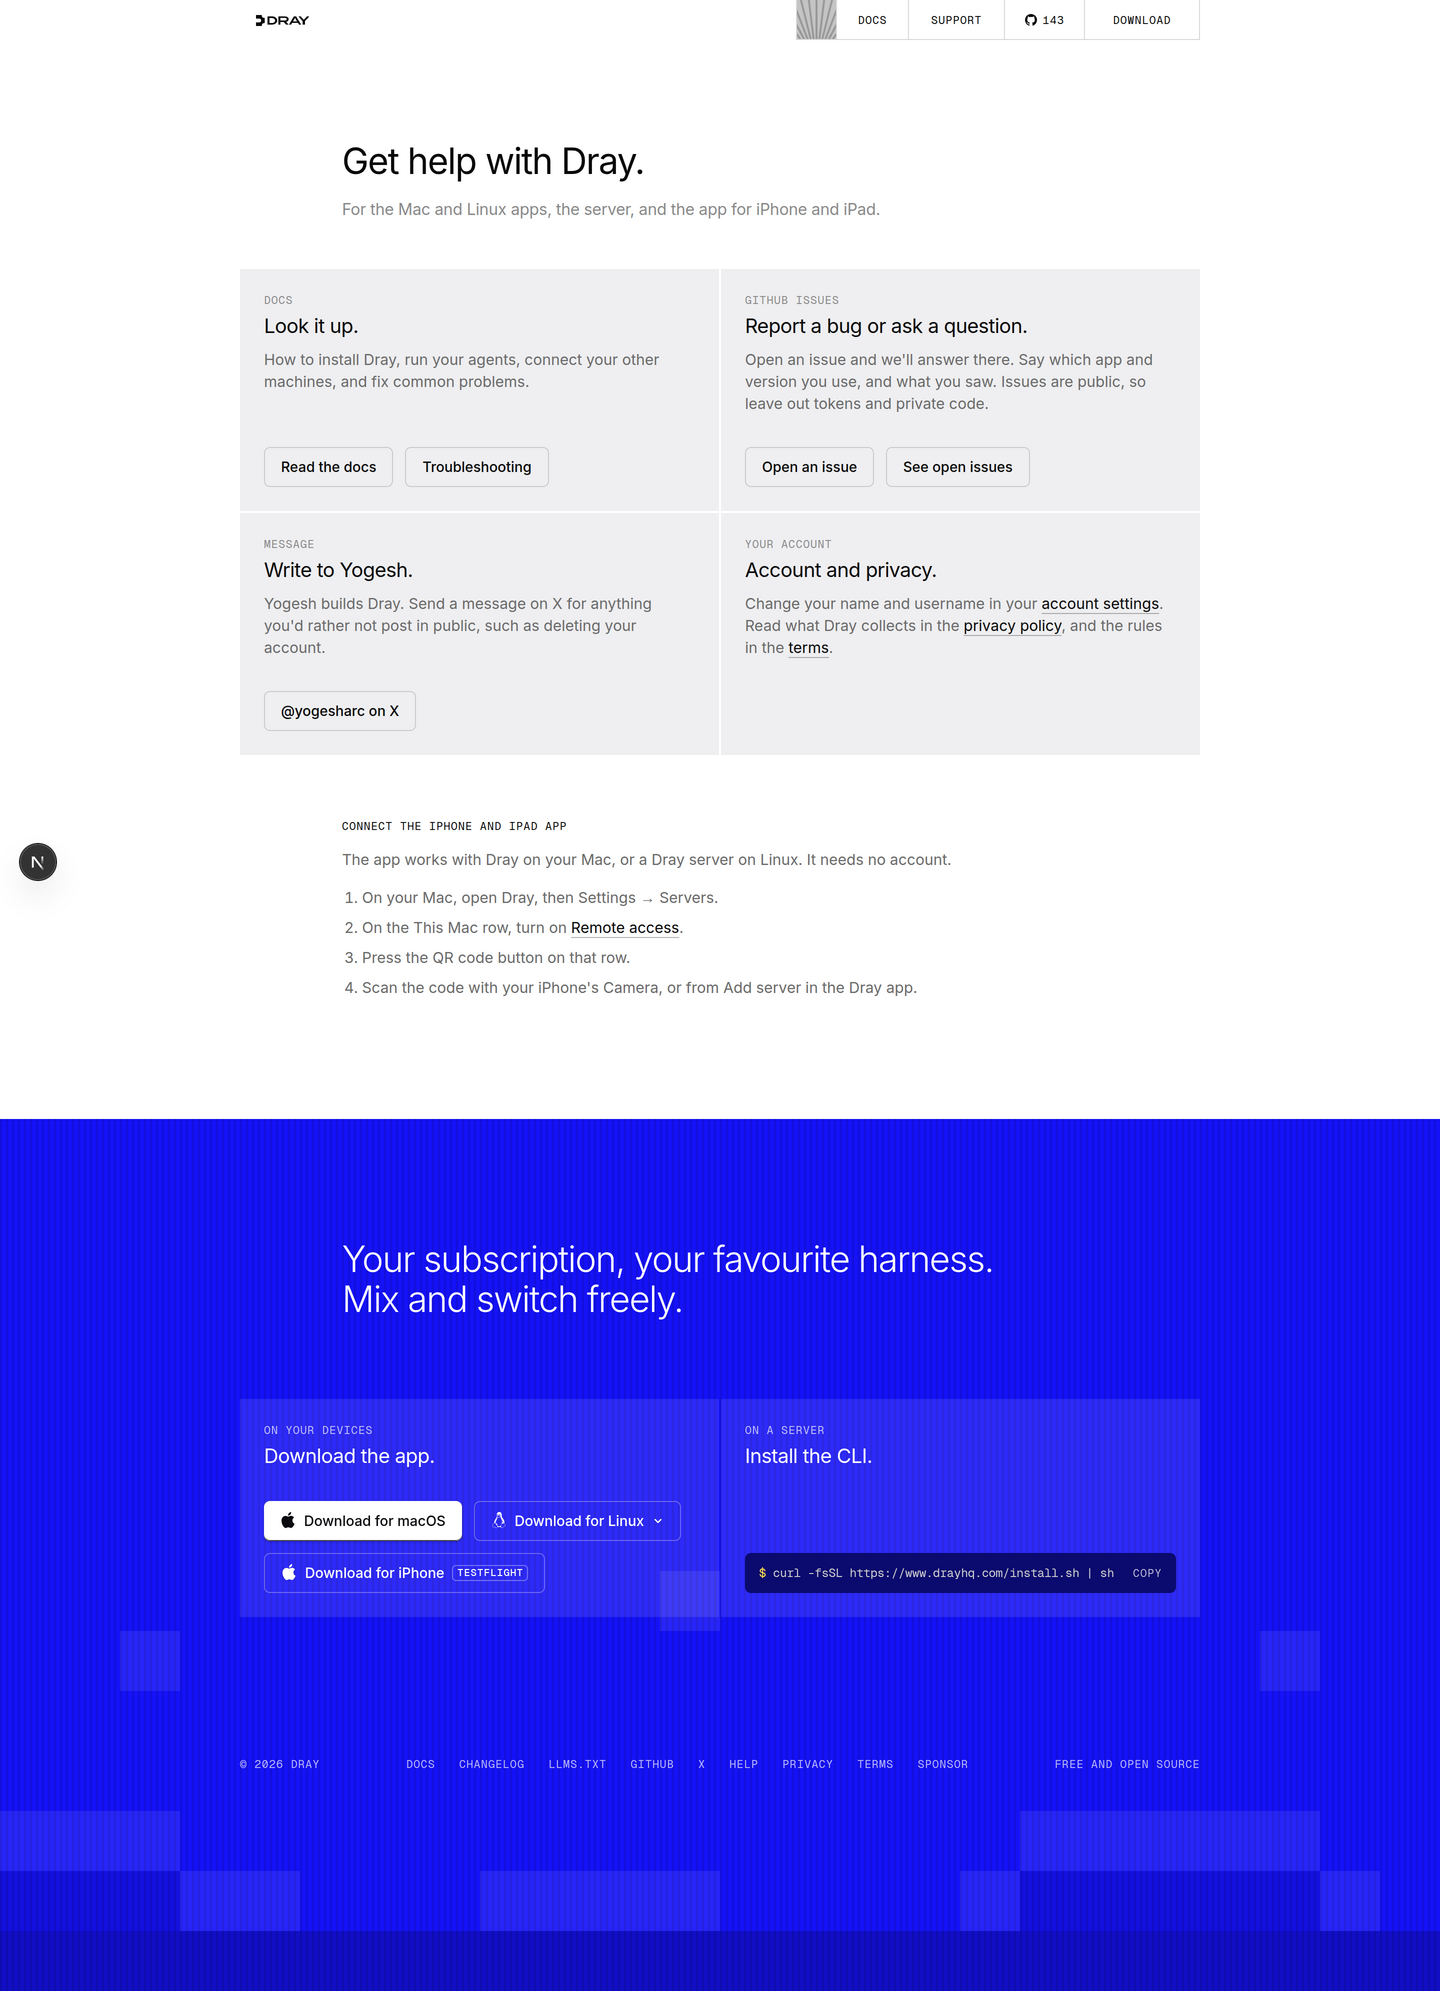 DRAY
DOCS
SUPPORT
143
DOWNLOAD
Get help with Dray.
For the Mac and Linux apps, the server, and the app for iPhone and iPad.
DOCS
Look it up.
How to install Dray, run your agents, connect your other
machines, and fix common problems.
Read the docs
Troubleshooting
GITHUB ISSUES
Report a bug or ask a question.
Open an issue and we'll answer there. Say which app and
version you use, and what you saw. Issues are public, so
leave out tokens and private code.
Open an issue
See open issues
MESSAGE
Write to Yogesh.
Yogesh builds Dray. Send a message on X for anything
you'd rather not post in public, such as deleting your
account.
@yogesharc on X
YOUR ACCOUNT
Account and privacy.
Change your name and username in your account settings.
Read what Dray collects in the privacy policy, and the rules
in the terms.
CONNECT THE IPHONE AND IPAD APP
The app works with Dray on your Mac, or a Dray server on Linux. It needs no account.
1. On your Mac, open Dray, then Settings → Servers.
2. On the This Mac row, turn on Remote access.
3. Press the QR code button on that row.
4. Scan the code with your iPhone's Camera, or from Add server in the Dray app.
N
Your subscription, your favourite harness.
Mix and switch freely.
ON YOUR DEVICES
Download the app.
Download for macOS
Download for Linux
Download for iPhone TESTFLIGHT
ON A SERVER
Install the CLI.
$ curl -fsSL https://www.drayhq.com/install.sh | sh COPY
© 2026 DRAY
DOCS
CHANGELOG
LLMS.TXT
GITHUB
X
HELP
PRIVACY
TERMS
SPONSOR
FREE AND OPEN SOURCE